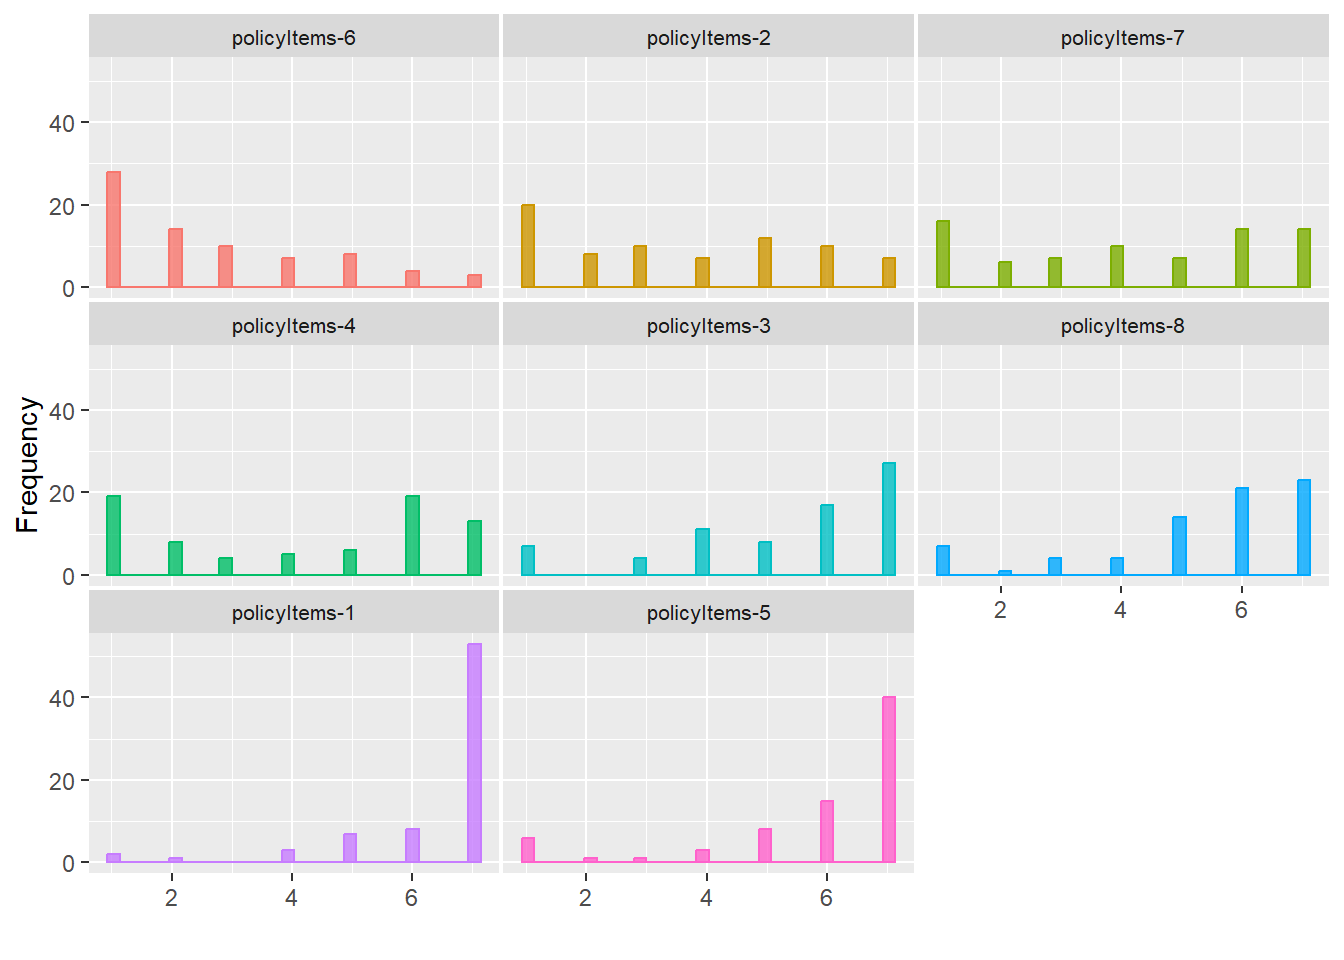 policyItems-6 policyItems-2 policyItems-7
40
20
0
policyItems-4 policyItems-3 policyItems-8
40
20
0
Frequency
2 4 6
policyItems-1 policyItems-5
40
20
0
2 4 6 2 4 6